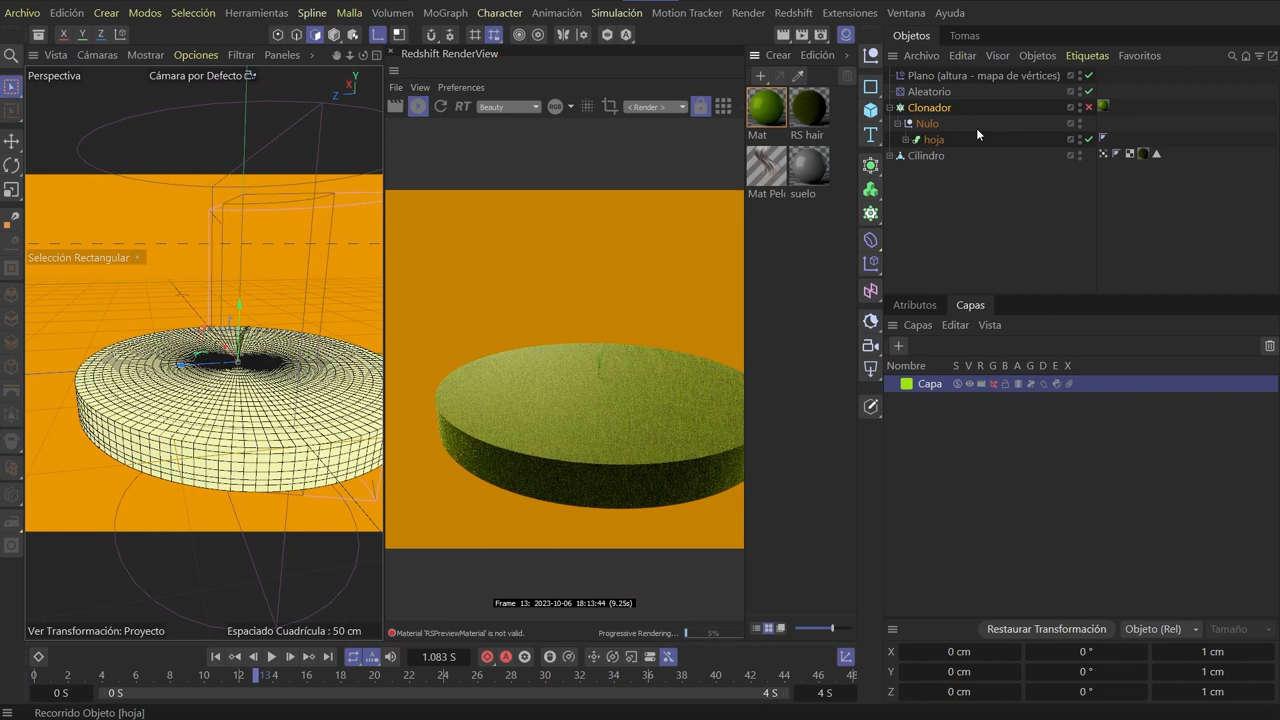 Archivo Edición Crear Modos Selección Herramientas Spline Malla Volumen MoGraph Character Animación Simulación Motion Tracker Render Redshift Extensiones Ventana Ayuda
X Y Z
Vista Cámaras Mostrar Opciones Filtrar Paneles
Perspectiva
Cámara por Defecto
Y
X
Z
Selección Rectangular
Ver Transformación: Proyecto
Espaciado Cuadrícula : 50 cm
Redshift RenderView
File View Preferences
RT Beauty RGB < Render >
Frame 13: 2023-10-06 18:13:44 (9.25s)
Material 'RSPreviewMaterial' is not valid.
Progressive Rendering... 5%
Crear Edición
Mat RS hair
Mat Pelo suelo
Objetos Tomas
Archivo Editar Visor Objetos Etiquetas Favoritos
Plano (altura - mapa de vértices)
Aleatorio
Clonador
Nulo
hoja
Cilindro
Atributos Capas
Capas Editar Vista
Nombre S V R G B A M D E X
Capa
Restaurar Transformación Objeto (Rel) Tamaño
X 0 cm 0 ° 1 cm
Y 0 cm 0 ° 1 cm
Z 0 cm 0 ° 1 cm
1.083 S
0 2 4 6 8 10 12 13 14 16 18 20 22 24 26 28 30 32 34 36 38 40 42 44 46 48
0 S 0 S 4 S 4 S
Recorrido Objeto [hoja]